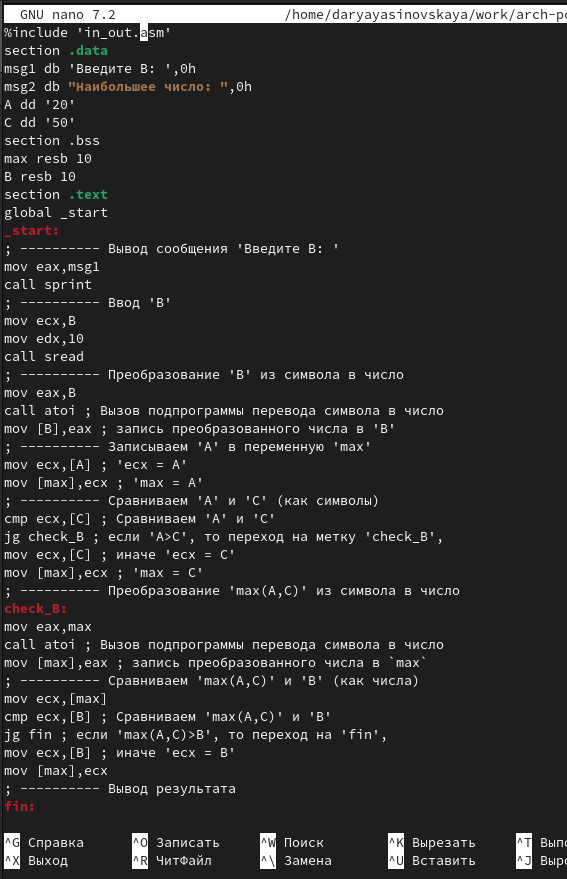 GNU nano 7.2 /home/daryayasinovskaya/work/arch-pc
%include 'in_out.asm'
section .data
msg1 db 'Введите B: ',0h
msg2 db "Наибольшее число: ",0h
A dd '20'
C dd '50'
section .bss
max resb 10
B resb 10
section .text
global _start
_start:
; ---------- Вывод сообщения 'Введите B: '
mov eax,msg1
call sprint
; ---------- Ввод 'B'
mov ecx,B
mov edx,10
call sread
; ---------- Преобразование 'B' из символа в число
mov eax,B
call atoi ; Вызов подпрограммы перевода символа в число
mov [B],eax ; запись преобразованного числа в 'B'
; ---------- Записываем 'A' в переменную 'max'
mov ecx,[A] ; 'ecx = A'
mov [max],ecx ; 'max = A'
; ---------- Сравниваем 'A' и 'С' (как символы)
cmp ecx,[C] ; Сравниваем 'A' и 'С'
jg check_B ; если 'A>C', то переход на метку 'check_B',
mov ecx,[C] ; иначе 'ecx = C'
mov [max],ecx ; 'max = C'
; ---------- Преобразование 'max(A,C)' из символа в число
check_B:
mov eax,max
call atoi ; Вызов подпрограммы перевода символа в число
mov [max],eax ; запись преобразованного числа в `max`
; ---------- Сравниваем 'max(A,C)' и 'B' (как числа)
mov ecx,[max]
cmp ecx,[B] ; Сравниваем 'max(A,C)' и 'B'
jg fin ; если 'max(A,C)>B', то переход на 'fin',
mov ecx,[B] ; иначе 'ecx = B'
mov [max],ecx
; ---------- Вывод результата
fin:
^G Справка ^O Записать ^W Поиск ^K Вырезать ^T
^X Выход ^R ЧитФайл ^\ Замена ^U Вставить ^J